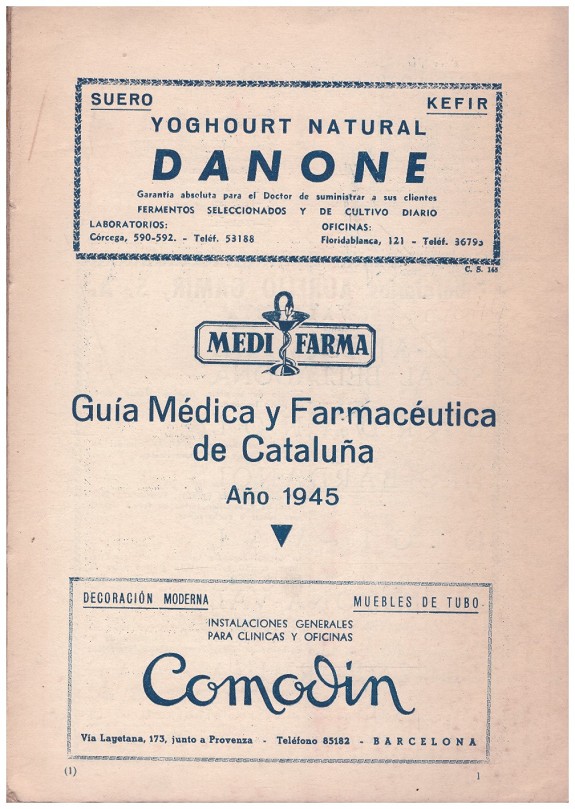 SUERO
KEFIR
YOGHOURT NATURAL
DANONE
Garantía absoluta para el Doctor de suministrar a sus clientes
FERMENTOS SELECCIONADOS Y DE CULTIVO DIARIO
LABORATORIOS:
OFICINAS:
Córcega, 590-592. - Teléf. 53188
Floridablanca, 121 - Teléf. 36793
C. S. 148
MEDI FARMA
Guía Médica y Farmacéutica
de Cataluña
Año 1945
DECORACIÓN MODERNA
MUEBLES DE TUBO
INSTALACIONES GENERALES
PARA CLINICAS Y OFICINAS
Comodin
Vía Layetana, 173, junto a Provenza - Teléfono 85182 - BARCELONA
(1)
1